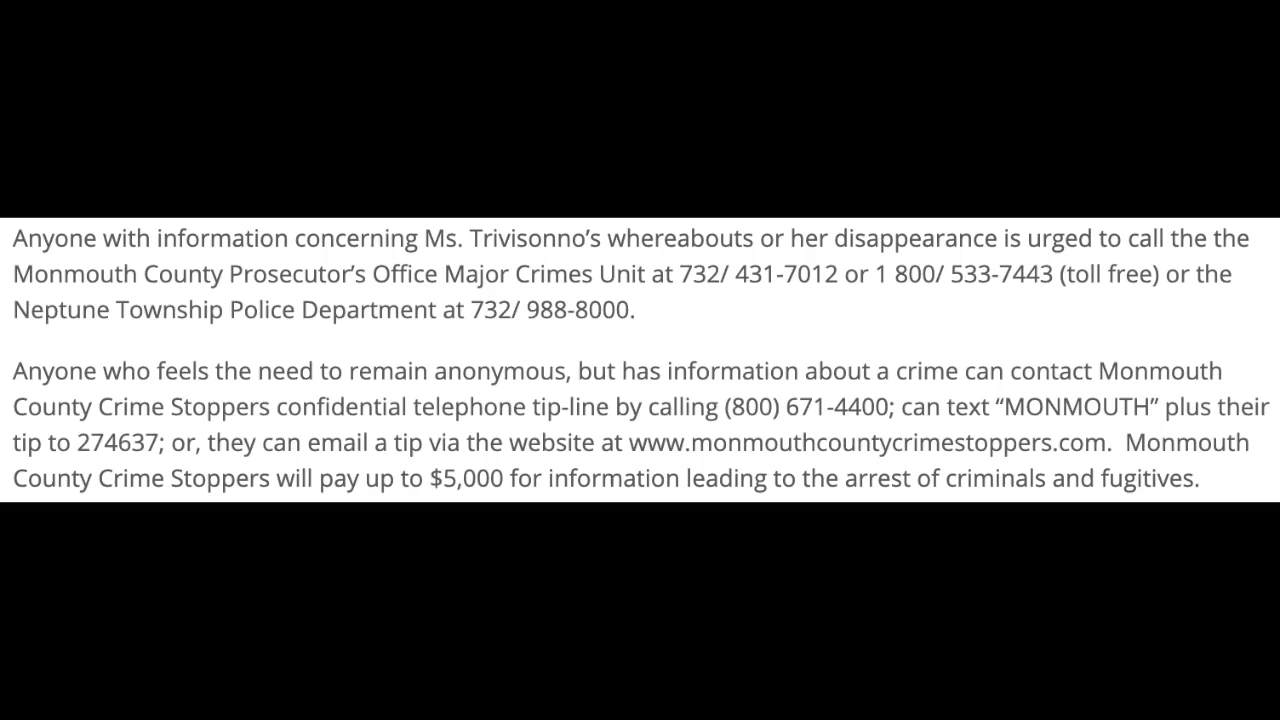 Anyone with information concerning Ms. Trivisonno’s whereabouts or her disappearance is urged to call the the
Monmouth County Prosecutor’s Office Major Crimes Unit at 732/ 431-7012 or 1 800/ 533-7443 (toll free) or the
Neptune Township Police Department at 732/ 988-8000.
Anyone who feels the need to remain anonymous, but has information about a crime can contact Monmouth
County Crime Stoppers confidential telephone tip-line by calling (800) 671-4400; can text “MONMOUTH” plus their
tip to 274637; or, they can email a tip via the website at www.monmouthcountycrimestoppers.com.  Monmouth
County Crime Stoppers will pay up to $5,000 for information leading to the arrest of criminals and fugitives.